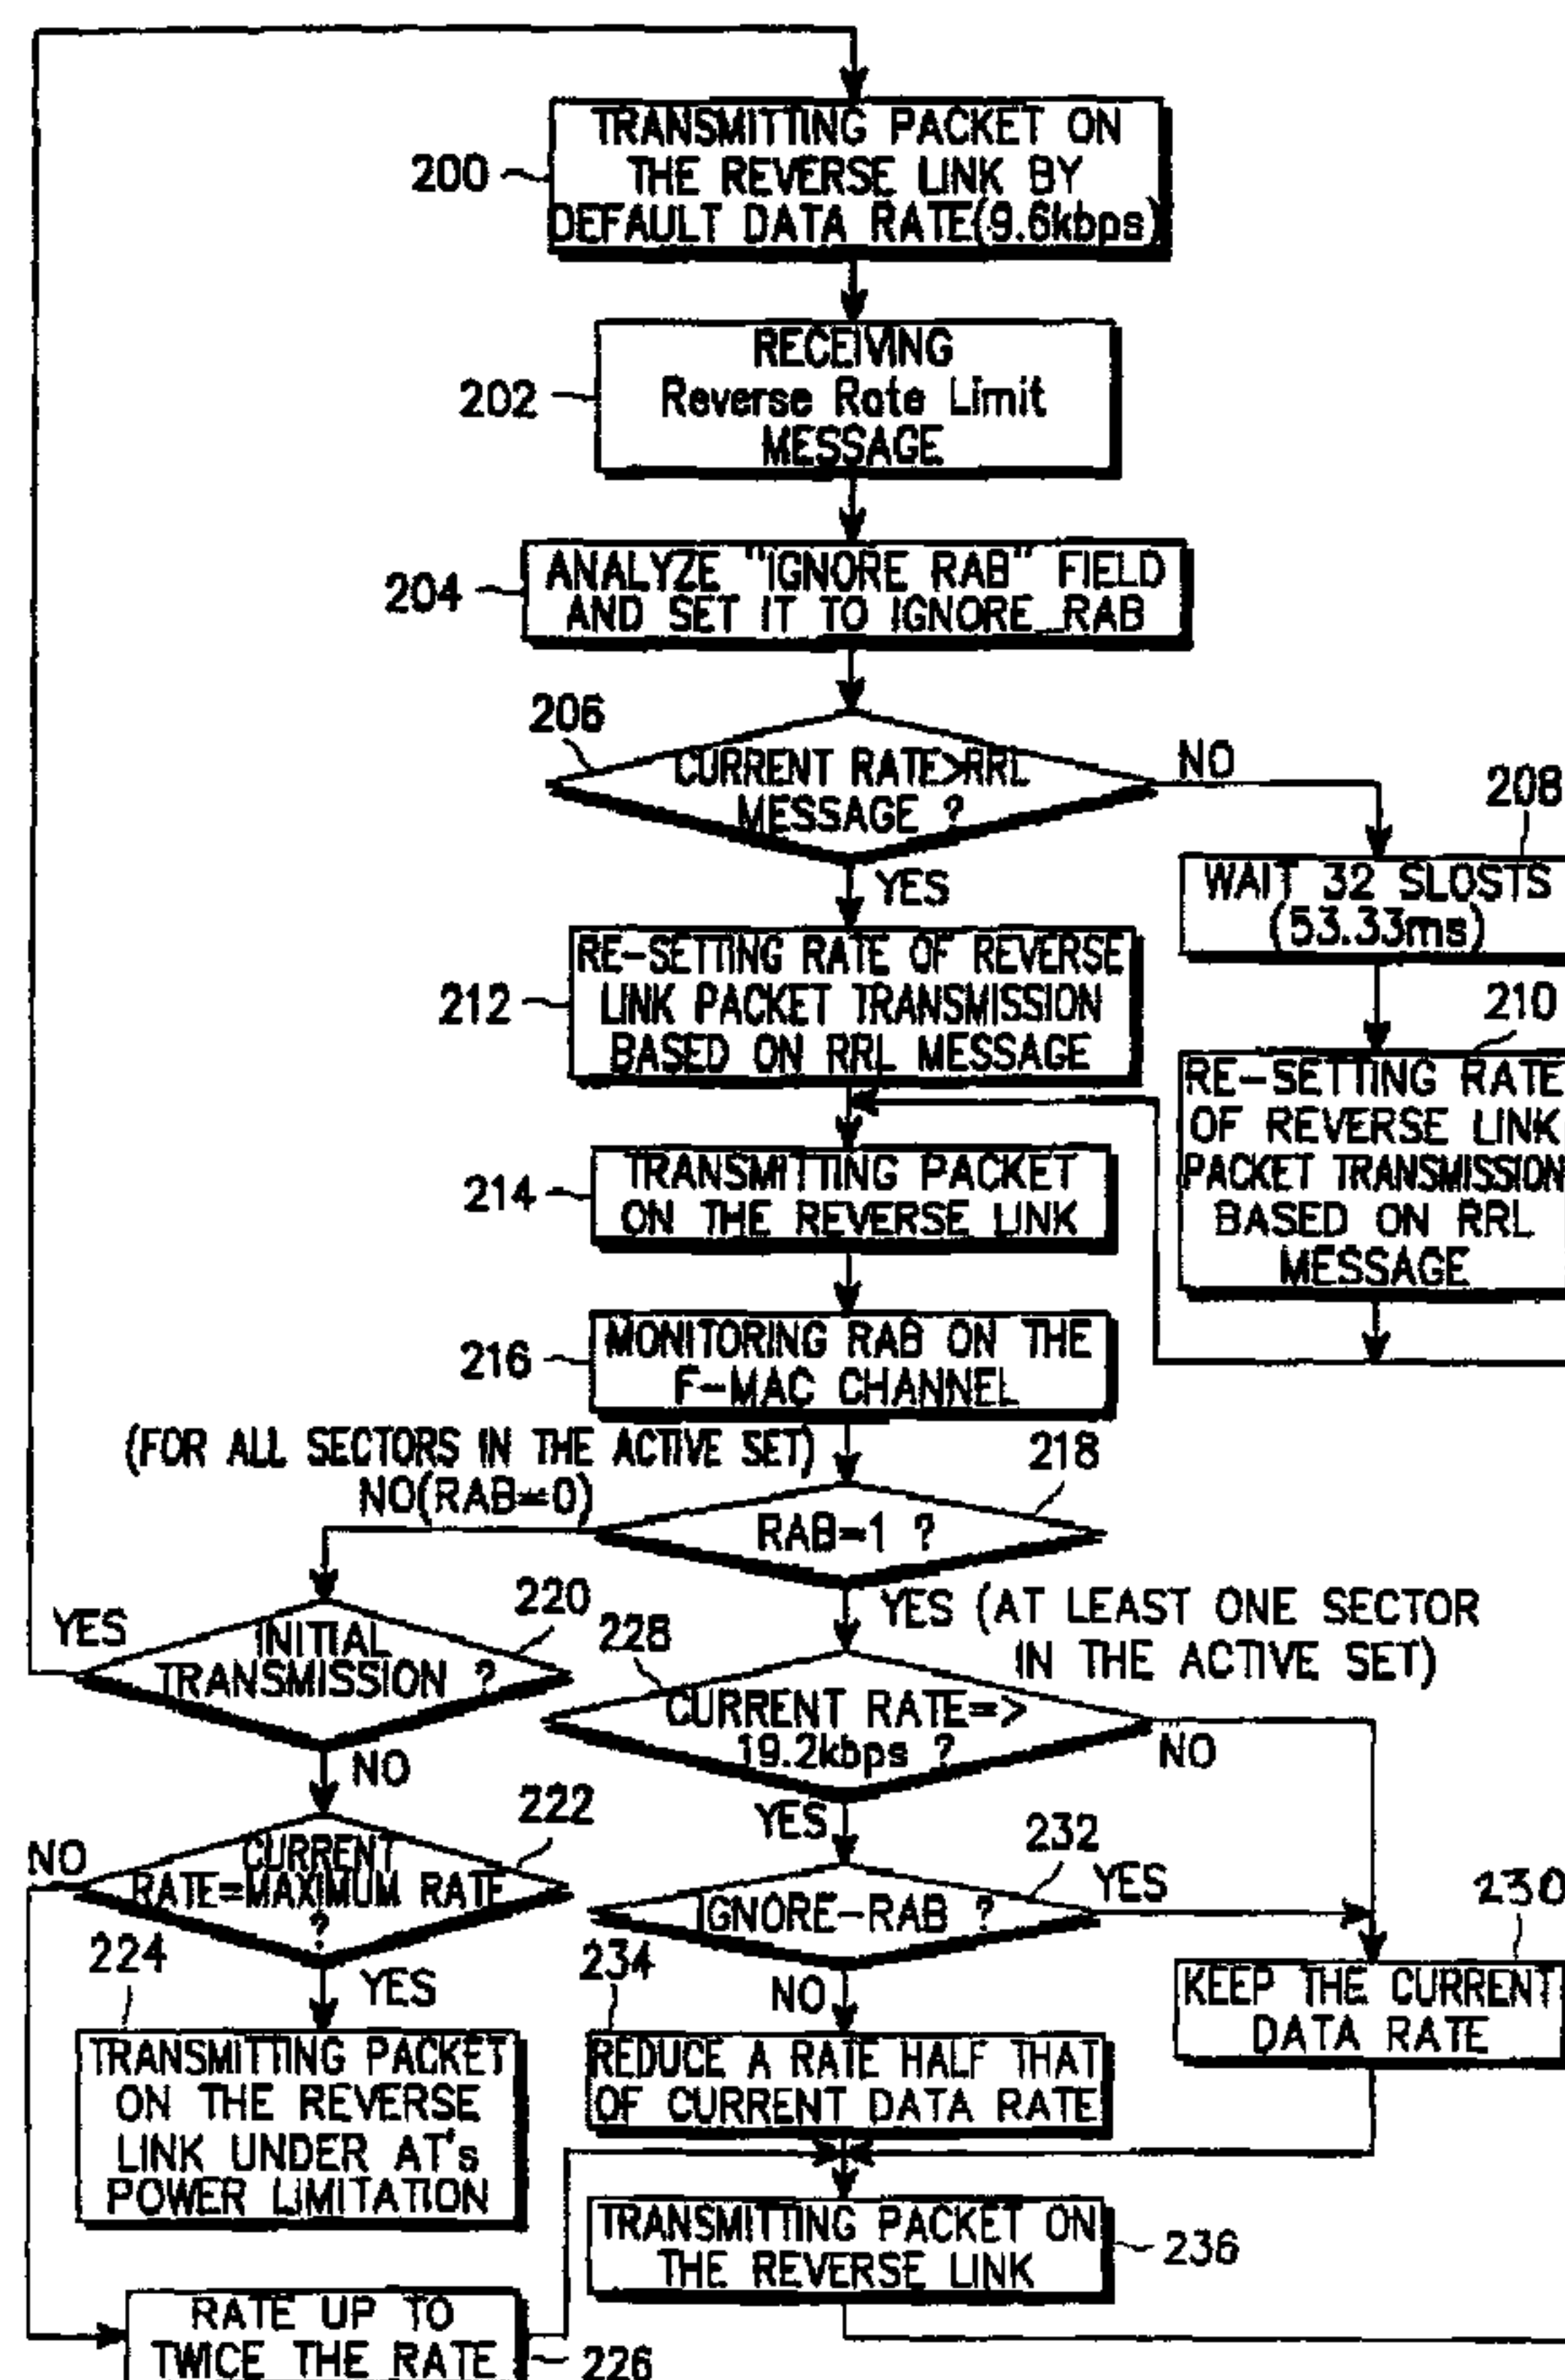 TRANSMITTING PACKET ON
THE REVERSE LINK BY
DEFAULT DATA RATE(9.6kbps)
200
RECEIVING
Reverse Rate Limit
MESSAGE
202
ANALYZE "IGNORE RAB" FIELD
AND SET IT TO IGNORE_RAB
204
206
CURRENT RATE>RRL
MESSAGE ?
NO
YES
208
WAIT 32 SLOSTS
(53.33ms)
210
RE-SETTING RATE
OF REVERSE LINK
PACKET TRANSMISSION
BASED ON RRL
MESSAGE
RE-SETTING RATE OF REVERSE
LINK PACKET TRANSMISSION
BASED ON RRL MESSAGE
212
TRANSMITTING PACKET
ON THE REVERSE LINK
214
MONITORING RAB ON THE
F-MAC CHANNEL
216
(FOR ALL SECTORS IN THE ACTIVE SET)
NO(RAB=0)
218
RAB=1 ?
YES (AT LEAST ONE SECTOR
IN THE ACTIVE SET)
YES
220
INITIAL
TRANSMISSION ?
NO
228
CURRENT RATE=>
19.2kbps ?
NO
YES
222
NO
CURRENT
RATE=MAXIMUM RATE
?
YES
232
IGNORE-RAB ?
YES
NO
230
KEEP THE CURRENT
DATA RATE
224
TRANSMITTING PACKET
ON THE REVERSE
LINK UNDER AT's
POWER LIMITATION
234
REDUCE A RATE HALF THAT
OF CURRENT DATA RATE
TRANSMITTING PACKET ON
THE REVERSE LINK
236
RATE UP TO
TWICE THE RATE
226